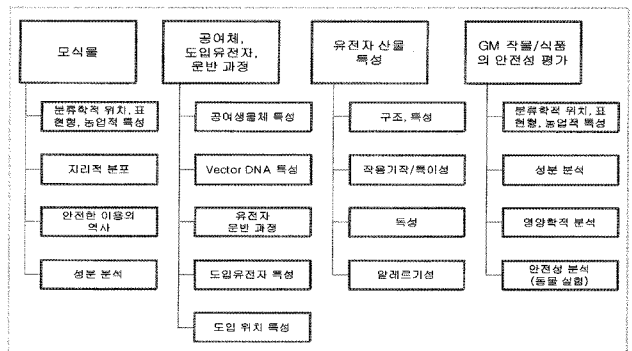 모식물
분류학적 위치, 표
현형, 농업적 특성
지리적 분포
안전한 이용의
역사
성분 분석
공여체,
도입유전자,
운반 과정
공여생물체 특성
Vector DNA 특성
유전자
운반 과정
도입유전자 특성
도입 위치 특성
유전자 산물
특성
구조, 특성
작용기작/특이성
독성
알레르기성
GM 작물/식품
의 안전성 평가
분류학적 위치, 표
현형, 농업적 특성
성분 분석
영양학적 분석
안전성 분석
(동물 실험)